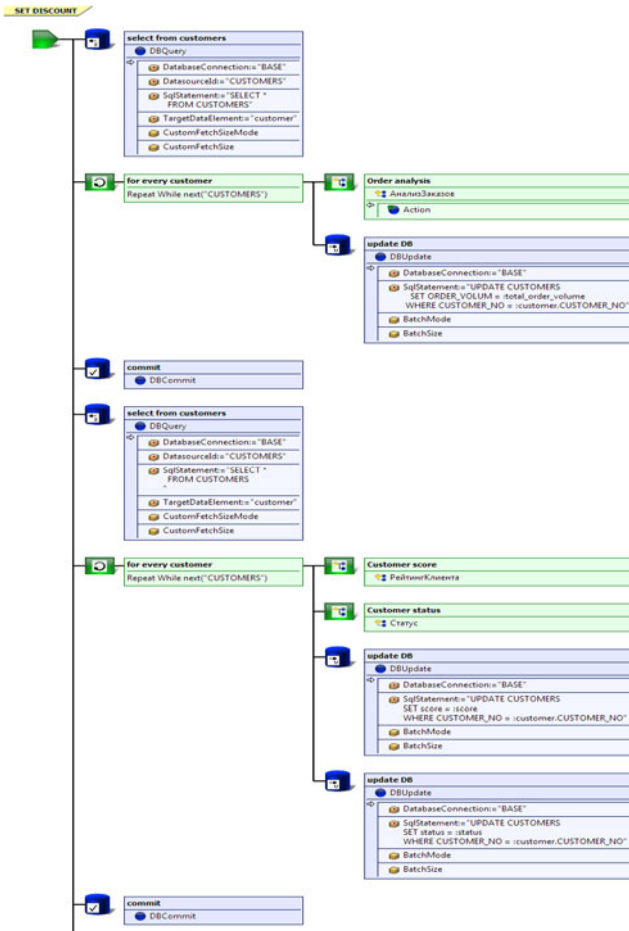 SET DISCOUNT
select from customers
DBQuery
DatabaseConnection:="BASE"
DatasourceId:="CUSTOMERS"
SqlStatement:="SELECT *
FROM CUSTOMERS"
TargetDataElement:="customer"
CustomFetchSizeMode
CustomFetchSize
for every customer
Repeat While next("CUSTOMERS")
Order analysis
АнализЗаказов
Action
update DB
DBUpdate
DatabaseConnection:="BASE"
SqlStatement:="UPDATE CUSTOMERS
SET ORDER_VOLUM = :total_order_volume
WHERE CUSTOMER_NO = :customer.CUSTOMER_NO"
BatchMode
BatchSize
commit
DBCommit
select from customers
DBQuery
DatabaseConnection:="BASE"
DatasourceId:="CUSTOMERS"
SqlStatement:="SELECT *
FROM CUSTOMERS
"
TargetDataElement:="customer"
CustomFetchSizeMode
CustomFetchSize
for every customer
Repeat While next("CUSTOMERS")
Customer score
РейтингКлиента
Customer status
Статус
update DB
DBUpdate
DatabaseConnection:="BASE"
SqlStatement:="UPDATE CUSTOMERS
SET score = :score
WHERE CUSTOMER_NO = :customer.CUSTOMER_NO"
BatchMode
BatchSize
update DB
DBUpdate
DatabaseConnection:="BASE"
SqlStatement:="UPDATE CUSTOMERS
SET status = :status
WHERE CUSTOMER_NO = :customer.CUSTOMER_NO"
BatchMode
BatchSize
commit
DBCommit